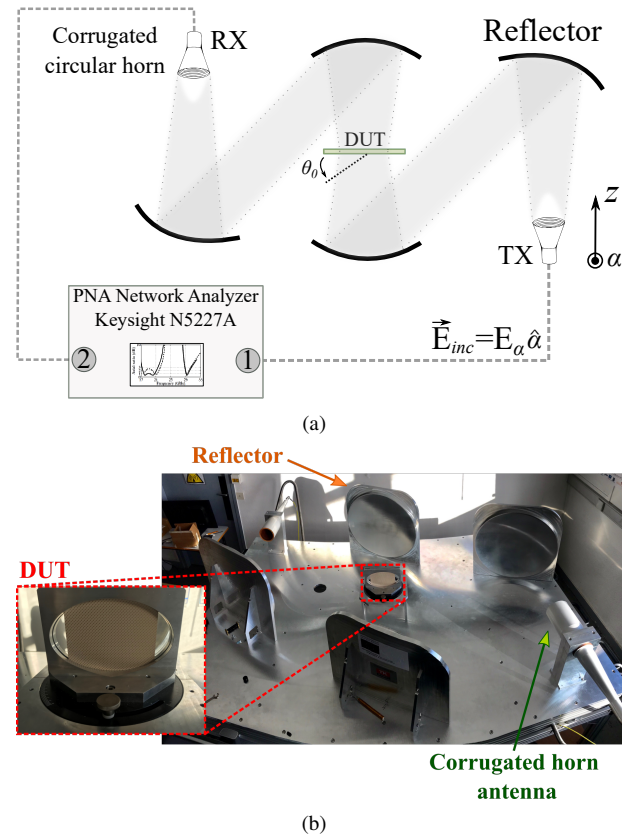 Corrugated
circular horn
RX
Reflector
DUT
θ0
z
TX
α
PNA Network Analyzer
Keysight N5227A
2
1
E⃗inc=Eα α̂
(a)
Reflector
DUT
Corrugated horn
antenna
(b)